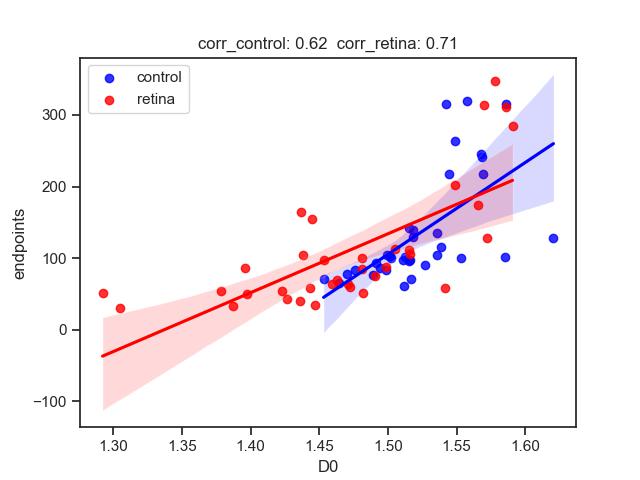 corr_control: 0.62  corr_retina: 0.71
control
retina
endpoints
300
200
100
0
−100
1.30 1.35 1.40 1.45 1.50 1.55 1.60
D0